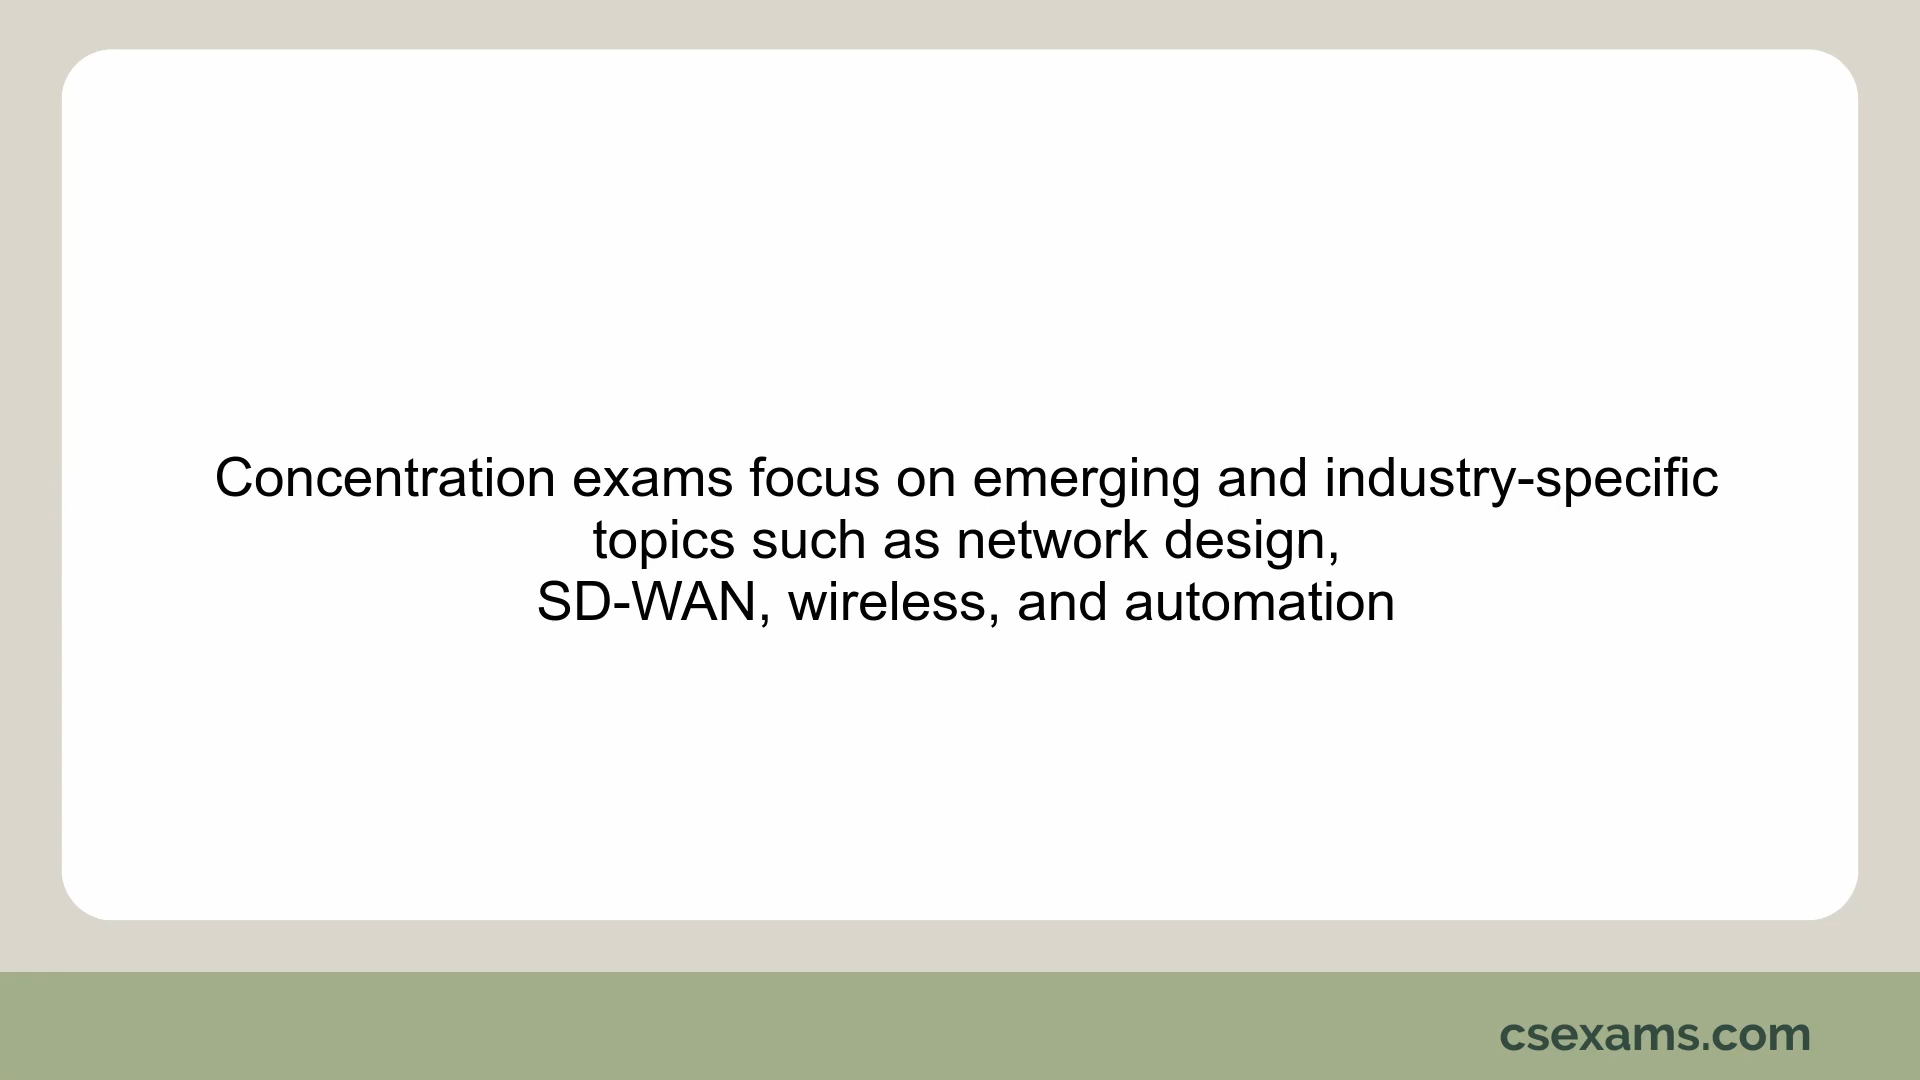 Concentration exams focus on emerging and industry-specific
topics such as network design,
SD-WAN, wireless, and automation
csexams.com